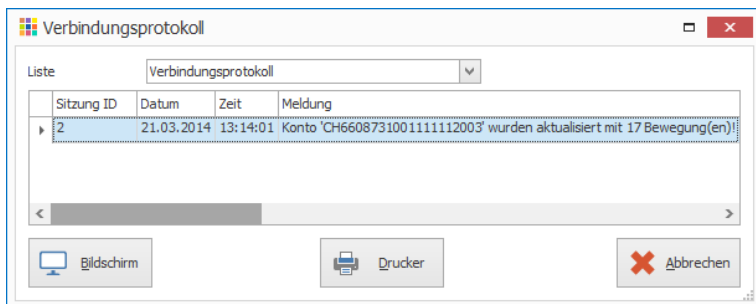 Verbindungsprotokoll
Liste Verbindungsprotokoll
Sitzung ID Datum Zeit Meldung
2 21.03.2014 13:14:01 Konto 'CH6608731001111112003' wurden aktualisiert mit 17 Bewegung(en)!
Bildschirm Drucker Abbrechen